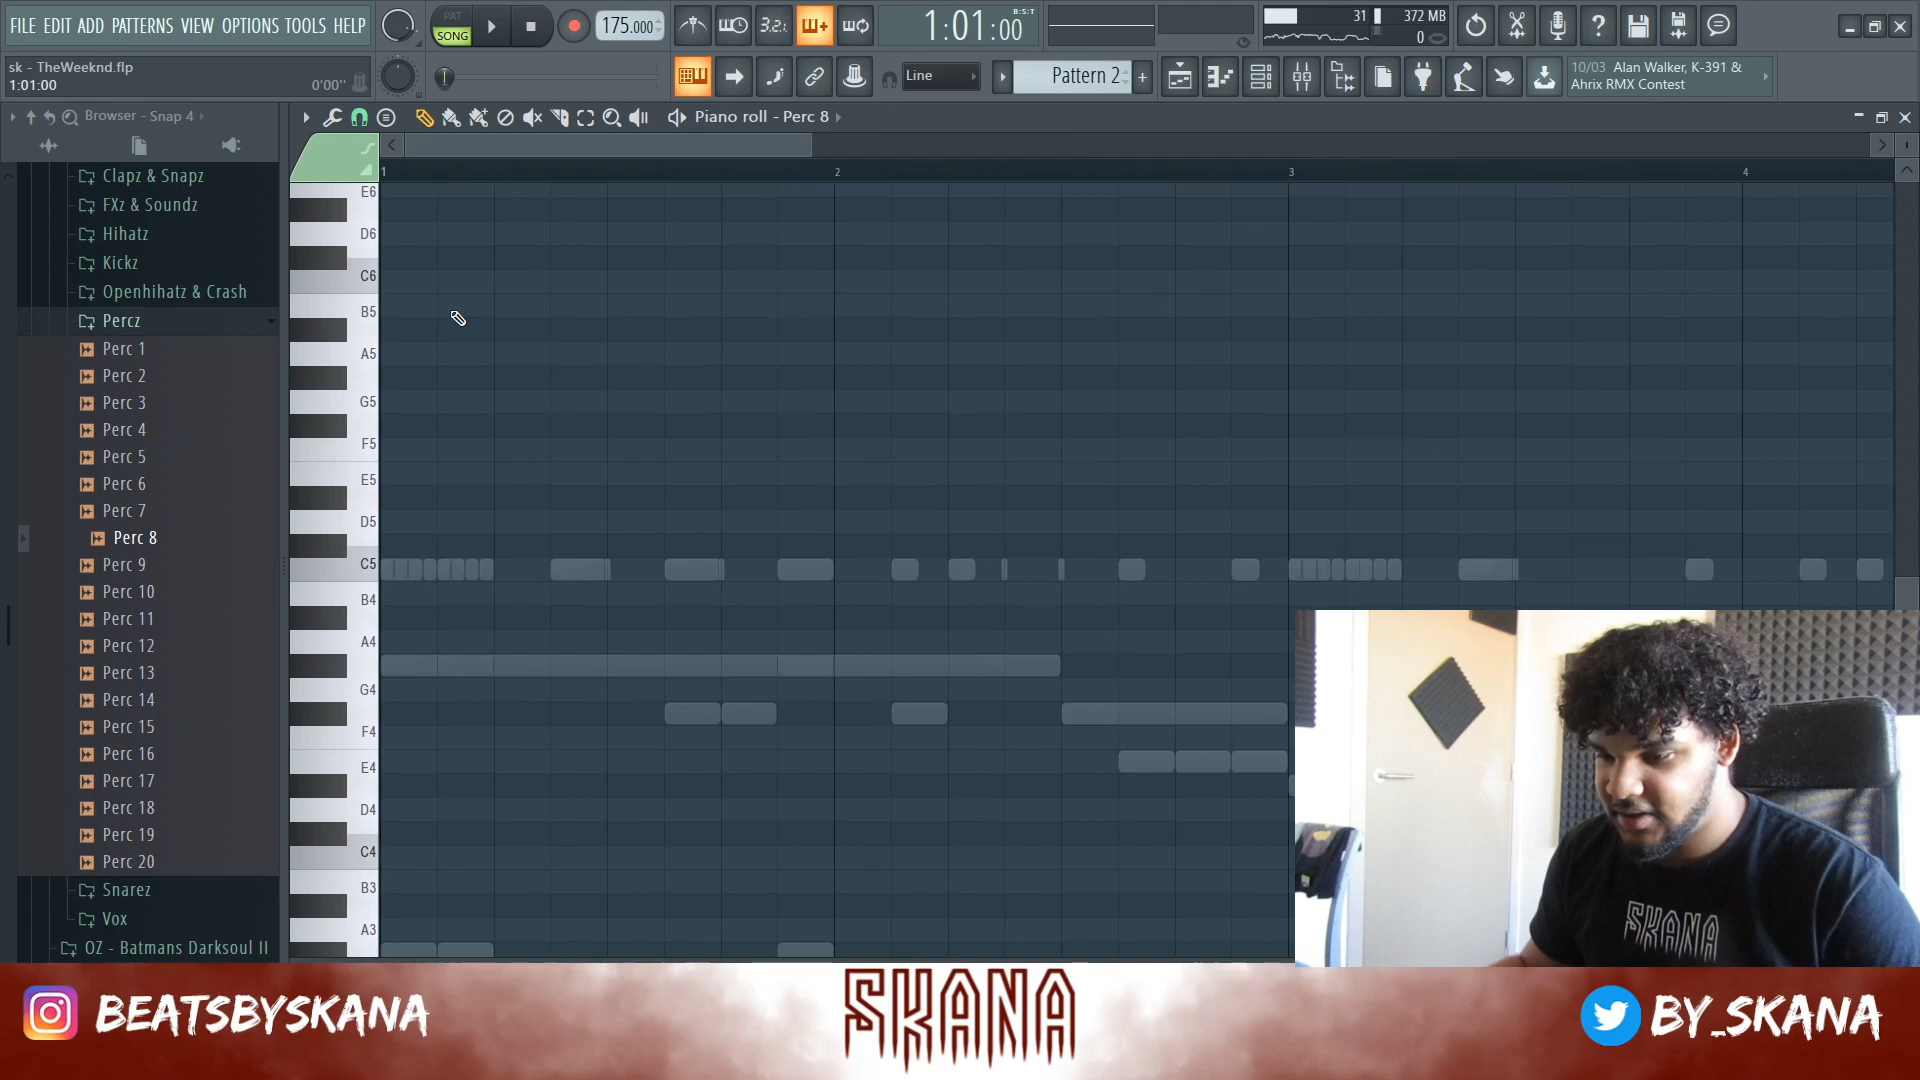 FILE EDIT ADD PATTERNS VIEW OPTIONS TOOLS HELP
PAT
SONG
175.000
3.2.1
1:01:00
B:S:T
31
372 MB
0
sk - TheWeeknd.flp
1:01:00
0'00"
Line
Pattern 2
10/03 Alan Walker, K-391 &
Ahrix RMX Contest
Browser - Snap 4
Piano roll - Perc 8
1
2
3
4
Clapz & Snapz
FXz & Soundz
Hihatz
Kickz
Openhihatz & Crash
Percz
Perc 1
Perc 2
Perc 3
Perc 4
Perc 5
Perc 6
Perc 7
Perc 8
Perc 9
Perc 10
Perc 11
Perc 12
Perc 13
Perc 14
Perc 15
Perc 16
Perc 17
Perc 18
Perc 19
Perc 20
Snarez
Vox
OZ - Batmans Darksoul II
E6
D6
C6
B5
A5
G5
F5
E5
D5
C5
B4
A4
G4
F4
E4
D4
C4
B3
A3
SKANA
BEATSBYSKANA
SKANA
BY_SKANA